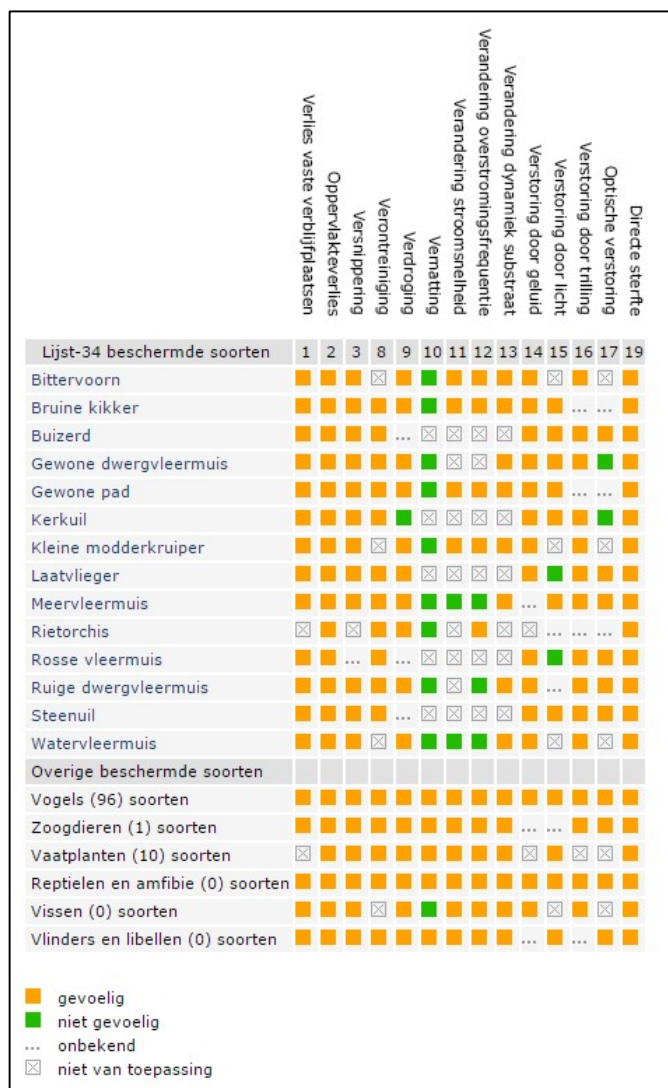 Verlies vaste verblijfplaatsen
Oppervlakteverlies
Versnippering
Verontreiniging
Verdroging
Vernatting
Verandering stroomsnelheid
Verandering overstromingsfrequentie
Verandering dynamiek substraat
Verstoring door geluid
Verstoring door licht
Verstoring door trilling
Optische verstoring
Directe sterfte
Lijst-34 beschermde soorten 1 2 3 8 9 10 11 12 13 14 15 16 17 19
Bittervoorn
Bruine kikker ... ...
Buizerd ...
Gewone dwergvleermuis
Gewone pad ... ...
Kerkuil
Kleine modderkruiper
Laatvlieger
Meervleermuis ...
Rietorchis ... ... ...
Rosse vleermuis ... ...
Ruige dwergvleermuis ...
Steenuil ...
Watervleermuis
Overige beschermde soorten
Vogels (96) soorten
Zoogdieren (1) soorten ... ...
Vaatplanten (10) soorten
Reptielen en amfibie (0) soorten
Vissen (0) soorten
Vlinders en libellen (0) soorten ... ...
gevoelig
niet gevoelig
... onbekend
niet van toepassing